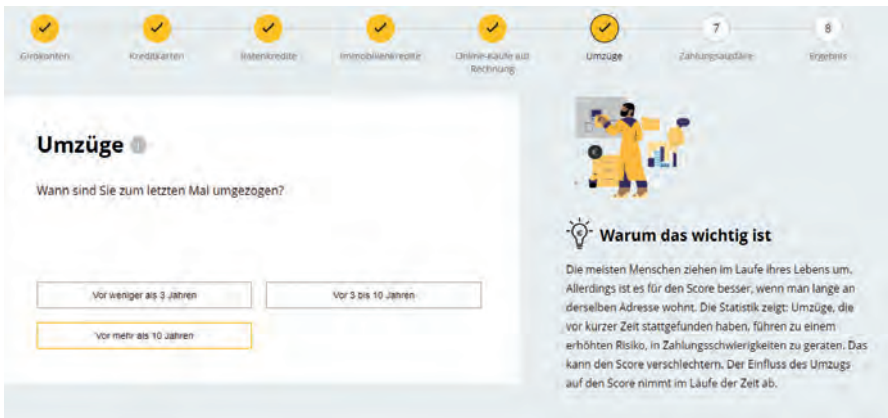 Girokonten
Kreditkarten
Ratenkredite
Immobilienkredite
Online-Käufe auf
Rechnung
Umzüge
7
Zahlungsausfälle
8
Ergebnis
Umzüge
Wann sind Sie zum letzten Mal umgezogen?
Vor weniger als 3 Jahren
Vor 3 bis 10 Jahren
Vor mehr als 10 Jahren
Warum das wichtig ist
Die meisten Menschen ziehen im Laufe ihres Lebens um.
Allerdings ist es für den Score besser, wenn man lange an
derselben Adresse wohnt. Die Statistik zeigt: Umzüge, die
vor kurzer Zeit stattgefunden haben, führen zu einem
erhöhten Risiko, in Zahlungsschwierigkeiten zu geraten. Das
kann den Score verschlechtern. Der Einfluss des Umzugs
auf den Score nimmt im Laufe der Zeit ab.